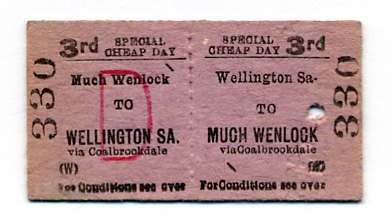 330
3rd SPECIAL CHEAP DAY
Much Wenlock
TO
WELLINGTON SA.
via Coalbrookdale
(W)
For Conditions see over
D
SPECIAL CHEAP DAY 3rd
Wellington Sa-
TO
MUCH WENLOCK
via Coalbrookdale
(W)
For Conditions see over
330